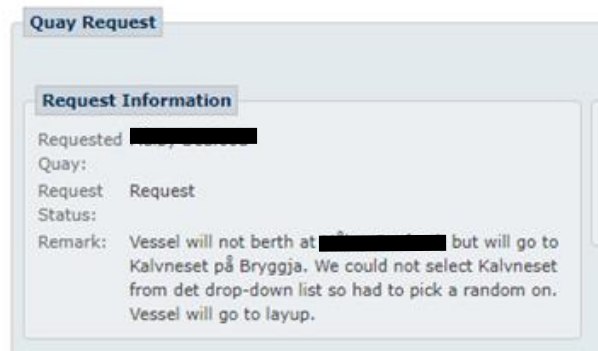 Quay Request
Request Information
Requested
Quay:
Request Request
Status:
Remark: Vessel will not berth at but will go to
Kalvneset på Bryggja. We could not select Kalvneset
from det drop-down list so had to pick a random on.
Vessel will go to layup.